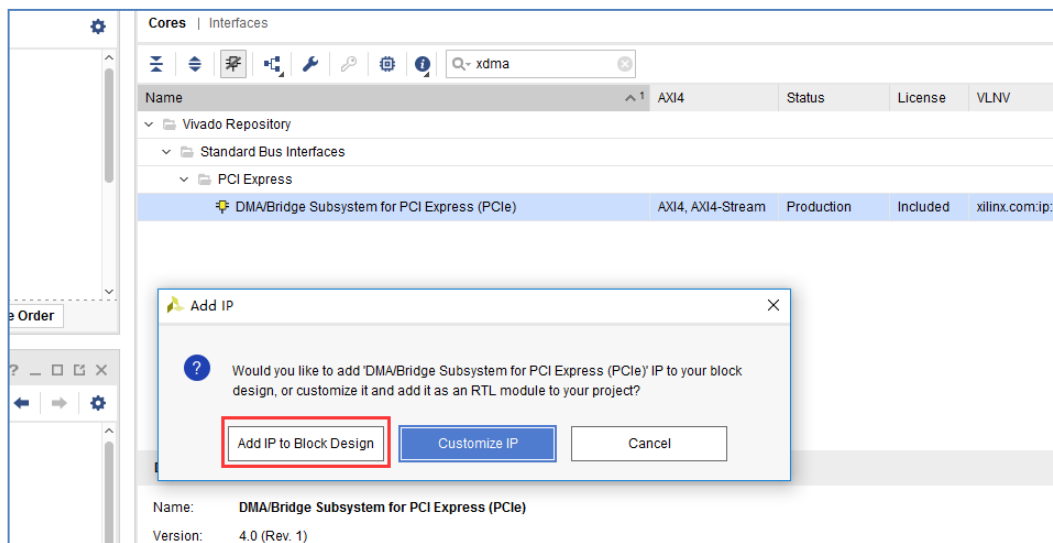 Cores | Interfaces
xdma
Name 1 AXI4 Status License VLNV
Vivado Repository
Standard Bus Interfaces
PCI Express
DMA/Bridge Subsystem for PCI Express (PCIe) AXI4, AXI4-Stream Production Included xilinx.com:ip:
e Order
Add IP
Would you like to add 'DMA/Bridge Subsystem for PCI Express (PCIe)' IP to your block
design, or customize it and add it as an RTL module to your project?
Add IP to Block Design Customize IP Cancel
Name: DMA/Bridge Subsystem for PCI Express (PCIe)
Version: 4.0 (Rev. 1)